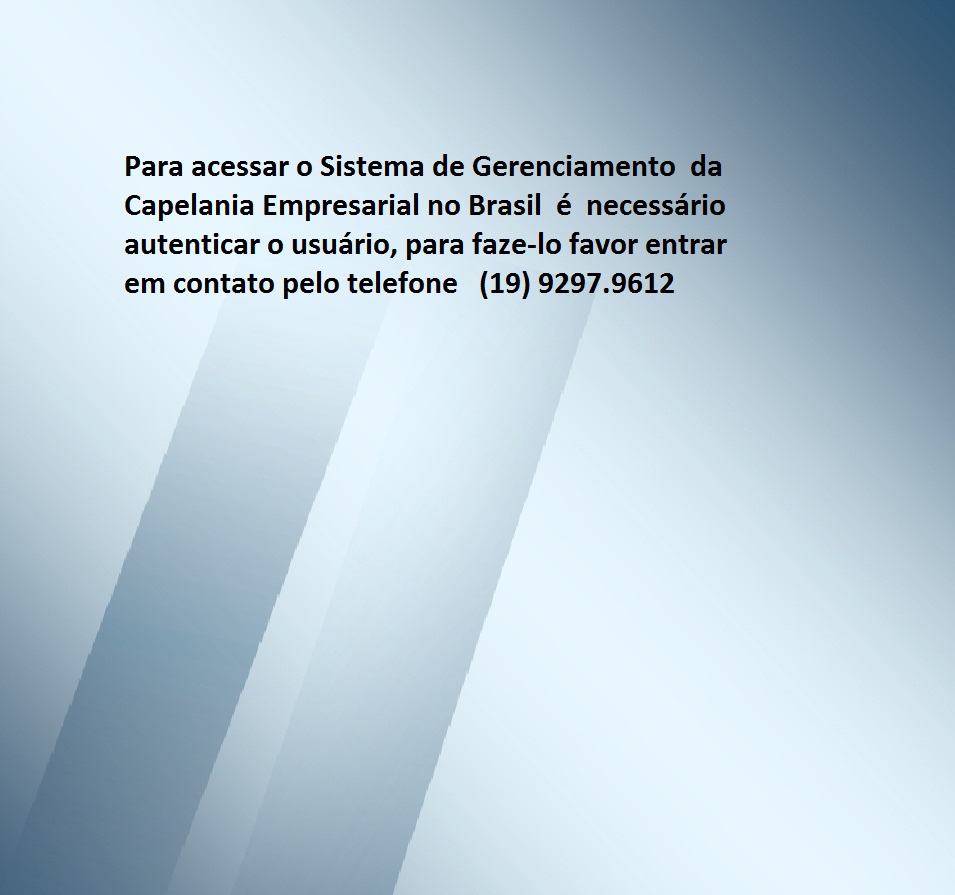 Para acessar o Sistema de Gerenciamento  da
Capelania Empresarial no Brasil  é  necessário
autenticar o usuário, para faze-lo favor entrar
em contato pelo telefone   (19) 9297.9612